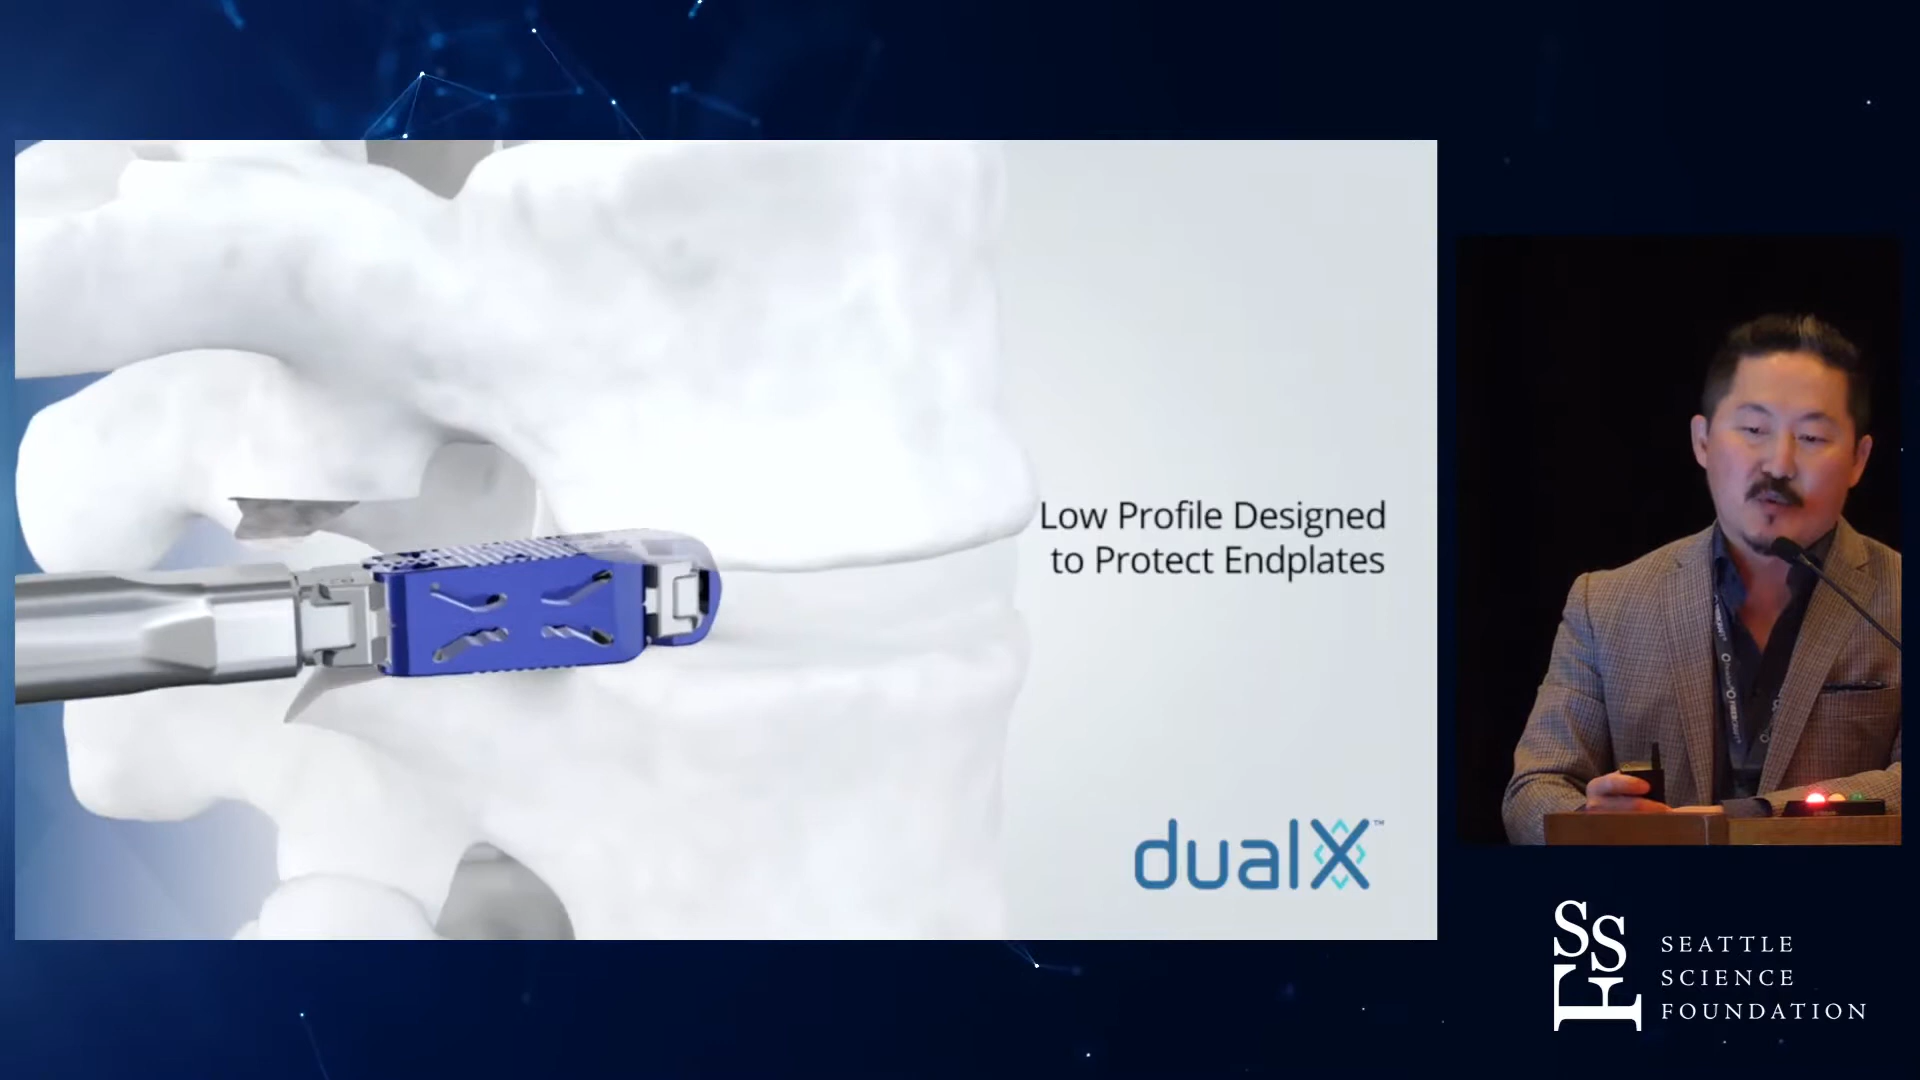 Low Profile Designed
to Protect Endplates
dualX™
SSF
SEATTLE
SCIENCE
FOUNDATION